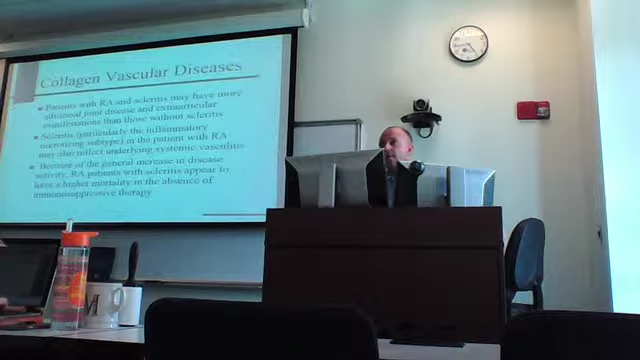 Collagen Vascular Diseases
Patients with RA and scleritis may have more
advanced joint disease and extraarticular
manifestations than those without scleritis
Scleritis (particularly the inflammatory
necrotizing subtype) in the patient with RA
may also reflect underlying systemic vasculitis
Because of the general increase in disease
activity, RA patients with scleritis appear to
have a higher mortality in the absence of
immunosuppressive therapy